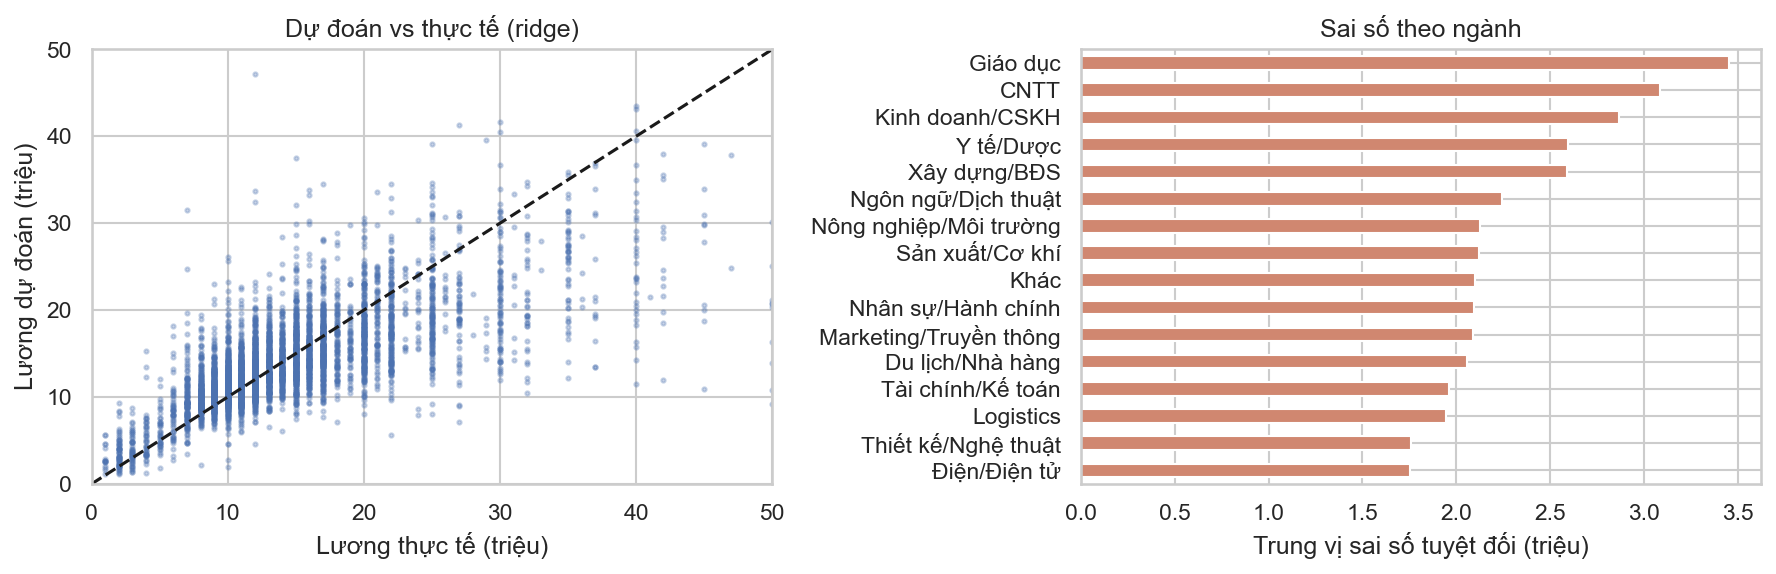 Dự đoán vs thực tế (ridge)
Lương dự đoán (triệu)
50
40
30
20
10
0
0 10 20 30 40 50
Lương thực tế (triệu)
Sai số theo ngành
Giáo dục
CNTT
Kinh doanh/CSKH
Y tế/Dược
Xây dựng/BĐS
Ngôn ngữ/Dịch thuật
Nông nghiệp/Môi trường
Sản xuất/Cơ khí
Khác
Nhân sự/Hành chính
Marketing/Truyền thông
Du lịch/Nhà hàng
Tài chính/Kế toán
Logistics
Thiết kế/Nghệ thuật
Điện/Điện tử
0.0 0.5 1.0 1.5 2.0 2.5 3.0 3.5
Trung vị sai số tuyệt đối (triệu)